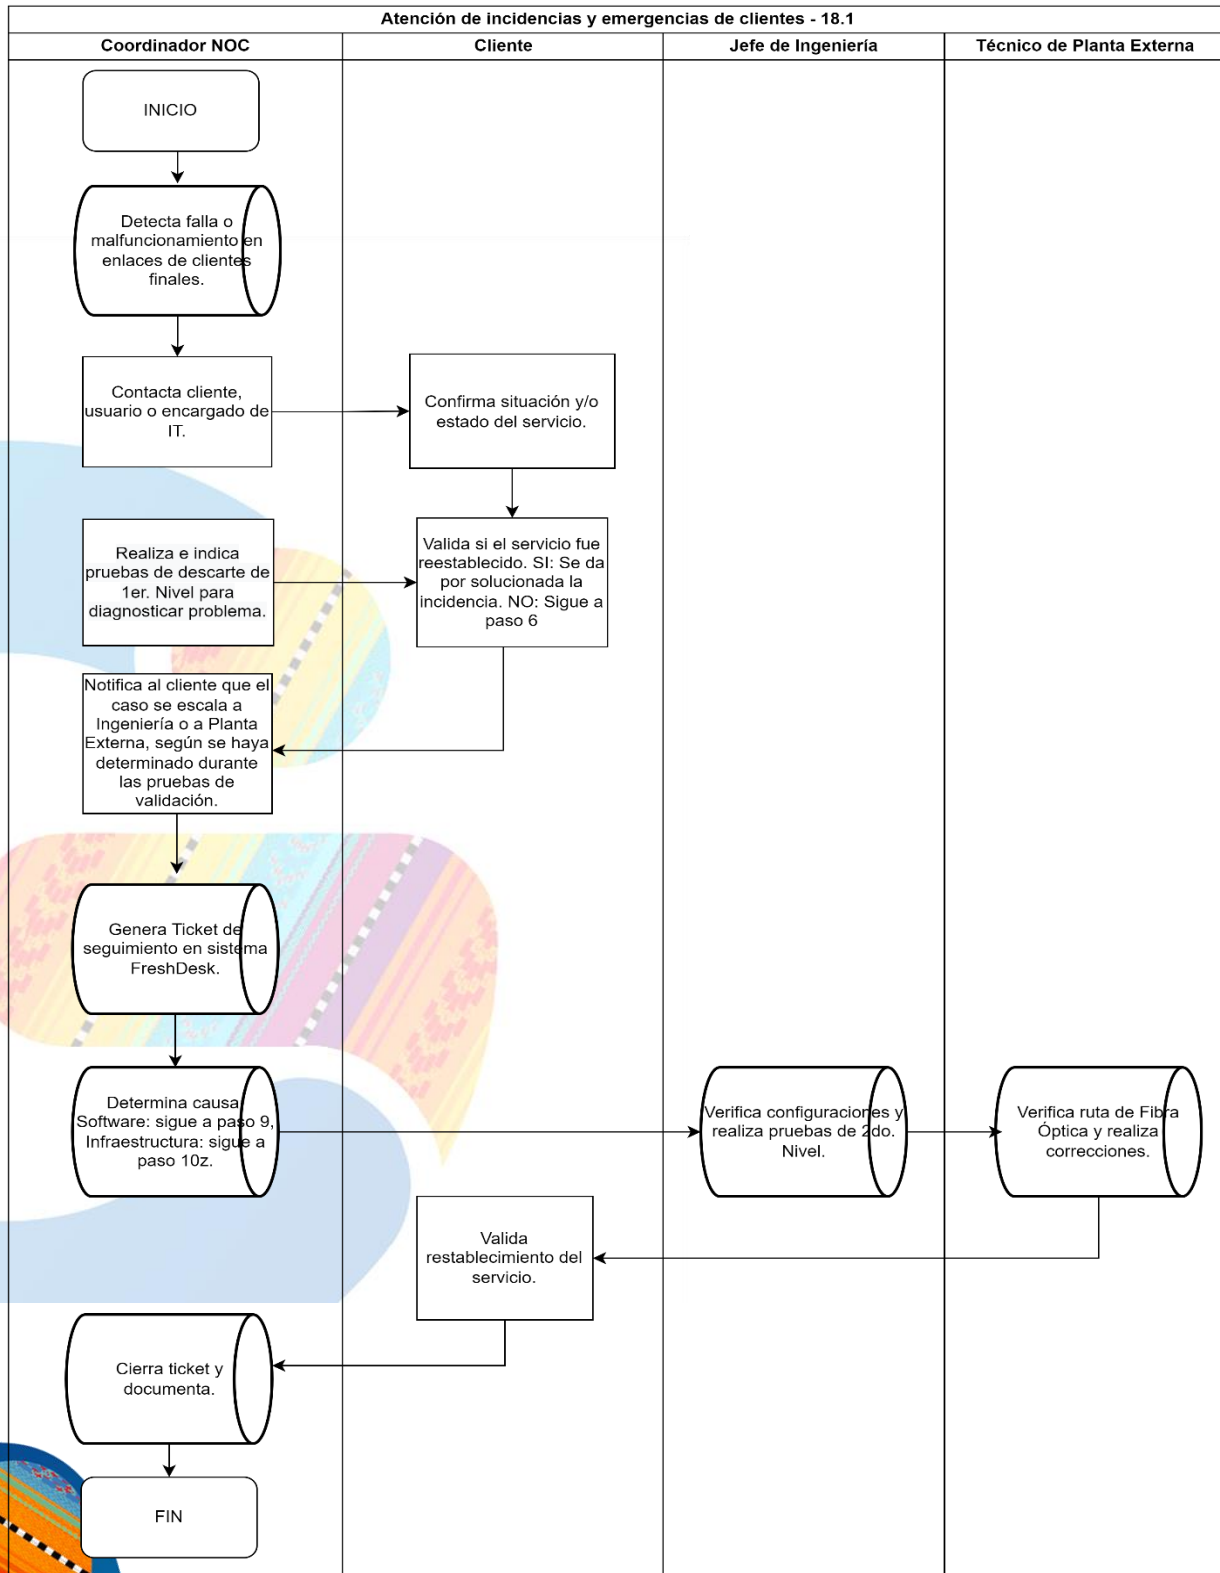 Atención de incidencias y emergencias de clientes - 18.1
Coordinador NOC
Cliente
Jefe de Ingeniería
Técnico de Planta Externa
INICIO
Detecta falla o
malfuncionamiento en
enlaces de clientes
finales.
Contacta cliente,
usuario o encargado de
IT.
Confirma situación y/o
estado del servicio.
Realiza e indica
pruebas de descarte de
1er. Nivel para
diagnosticar problema.
Valida si el servicio fue
reestablecido. SI: Se da
por solucionada la
incidencia. NO: Sigue a
paso 6
Notifica al cliente que el
caso se escala a
Ingeniería o a Planta
Externa, según se haya
determinado durante
las pruebas de
validación.
Genera Ticket de
seguimiento en sistema
FreshDesk.
Determina causa
Software: sigue a paso 9,
Infraestructura: sigue a
paso 10z.
Verifica configuraciones y
realiza pruebas de 2do.
Nivel.
Verifica ruta de Fibra
Óptica y realiza
correcciones.
Valida
restablecimiento del
servicio.
Cierra ticket y
documenta.
FIN